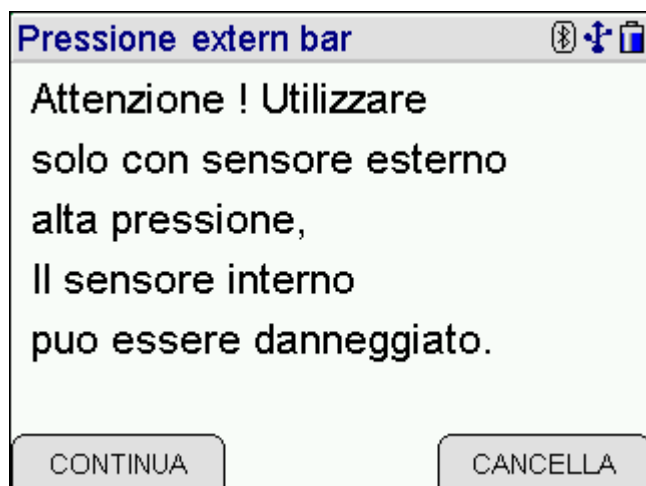 Pressione extern bar
Attenzione ! Utilizzare
solo con sensore esterno
alta pressione,
Il sensore interno
puo essere danneggiato.
CONTINUA
CANCELLA